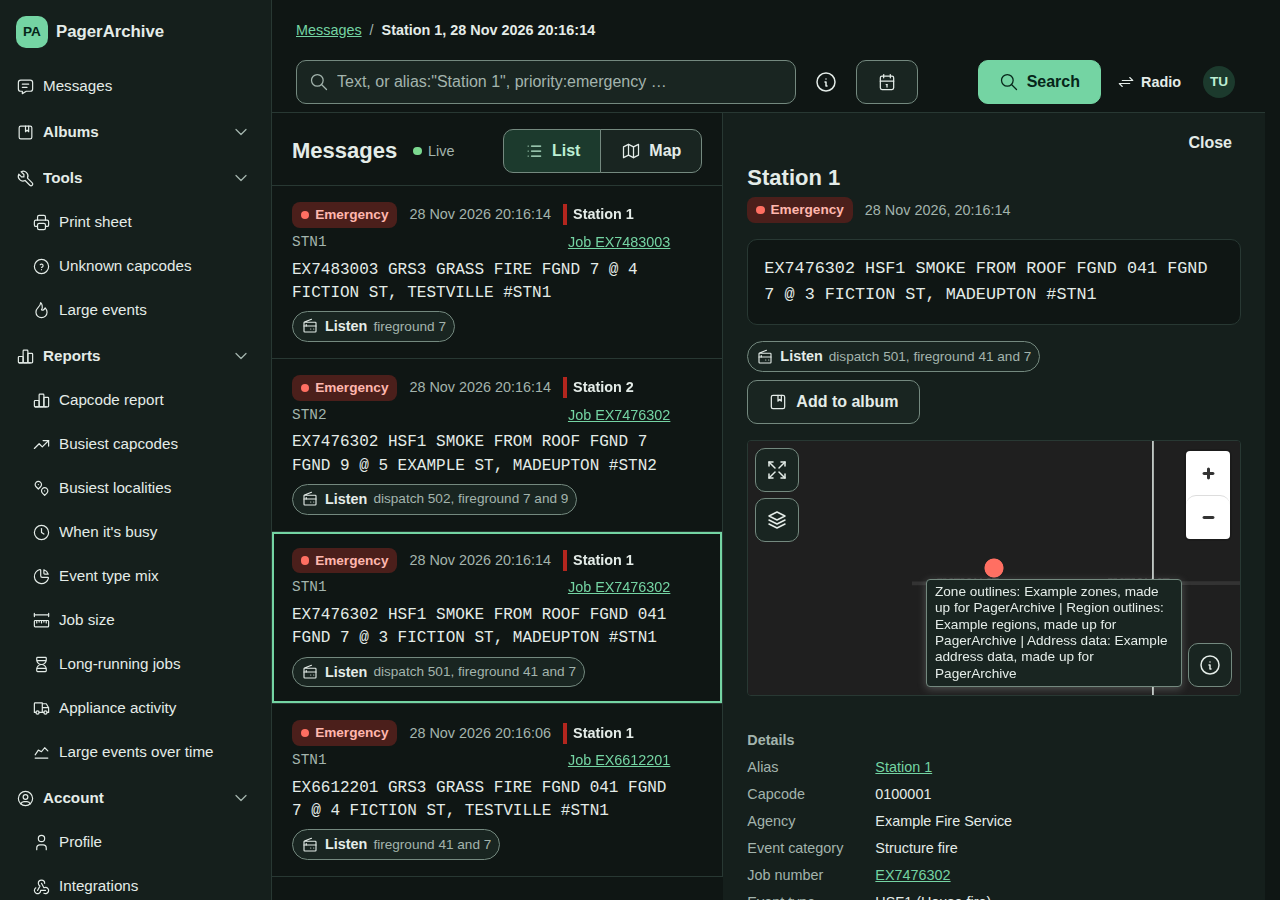 PA PagerArchive
Messages
Albums
Tools
Print sheet
Unknown capcodes
Large events
Reports
Capcode report
Busiest capcodes
Busiest localities
When it's busy
Event type mix
Job size
Long-running jobs
Appliance activity
Large events over time
Account
Profile
Integrations
Messages / Station 1, 28 Nov 2026 20:16:14
Text, or alias:"Station 1", priority:emergency …
Search
Radio
TU
Messages
Live
List
Map
Emergency 28 Nov 2026 20:16:14 Station 1
STN1 Job EX7483003
EX7483003 GRS3 GRASS FIRE FGND 7 @ 4
FICTION ST, TESTVILLE #STN1
Listen fireground 7
Emergency 28 Nov 2026 20:16:14 Station 2
STN2 Job EX7476302
EX7476302 HSF1 SMOKE FROM ROOF FGND 7
FGND 9 @ 5 EXAMPLE ST, MADEUPTON #STN2
Listen dispatch 502, fireground 7 and 9
Emergency 28 Nov 2026 20:16:14 Station 1
STN1 Job EX7476302
EX7476302 HSF1 SMOKE FROM ROOF FGND 041
FGND 7 @ 3 FICTION ST, MADEUPTON #STN1
Listen dispatch 501, fireground 41 and 7
Emergency 28 Nov 2026 20:16:06 Station 1
STN1 Job EX6612201
EX6612201 GRS3 GRASS FIRE FGND 041 FGND
7 @ 4 FICTION ST, TESTVILLE #STN1
Listen fireground 41 and 7
Close
Station 1
Emergency 28 Nov 2026, 20:16:14
EX7476302 HSF1 SMOKE FROM ROOF FGND 041 FGND
7 @ 3 FICTION ST, MADEUPTON #STN1
Listen dispatch 501, fireground 41 and 7
Add to album
+
−
Zone outlines: Example zones, made
up for PagerArchive | Region outlines:
Example regions, made up for
PagerArchive | Address data: Example
address data, made up for
PagerArchive
Details
Alias Station 1
Capcode 0100001
Agency Example Fire Service
Event category Structure fire
Job number EX7476302
Event type HSF1 (House fire)